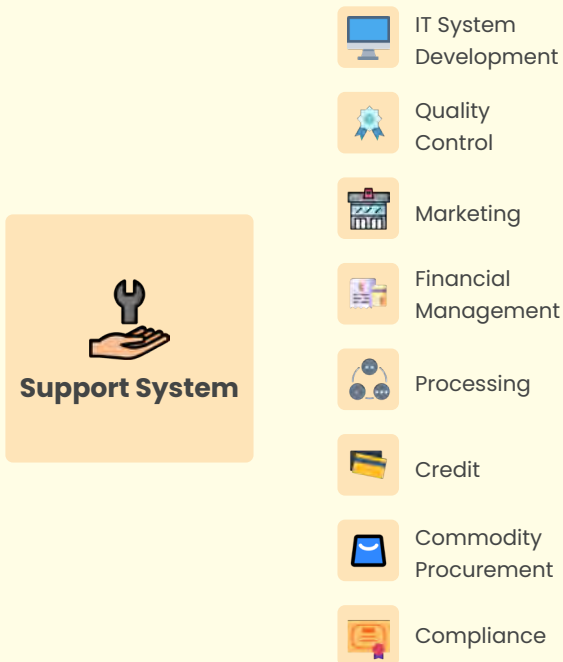 Support System
IT System
Development
Quality
Control
Marketing
Financial
Management
Processing
Credit
Commodity
Procurement
Compliance